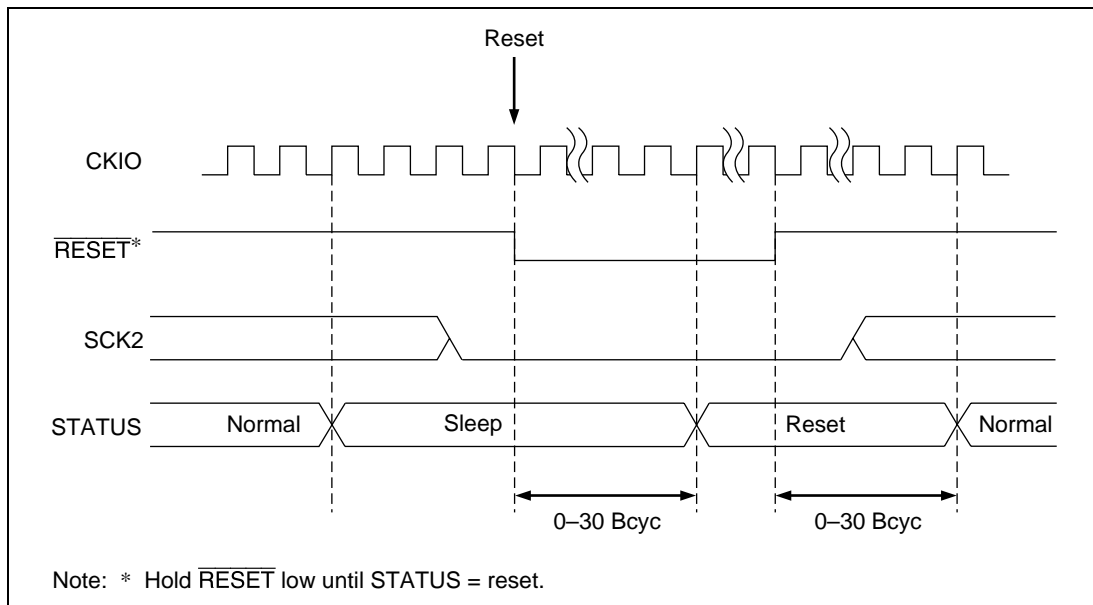 Reset
CKIO
RESET*
SCK2
STATUS Normal Sleep Reset Normal
0–30 Bcyc 0–30 Bcyc
Note: * Hold RESET low until STATUS = reset.